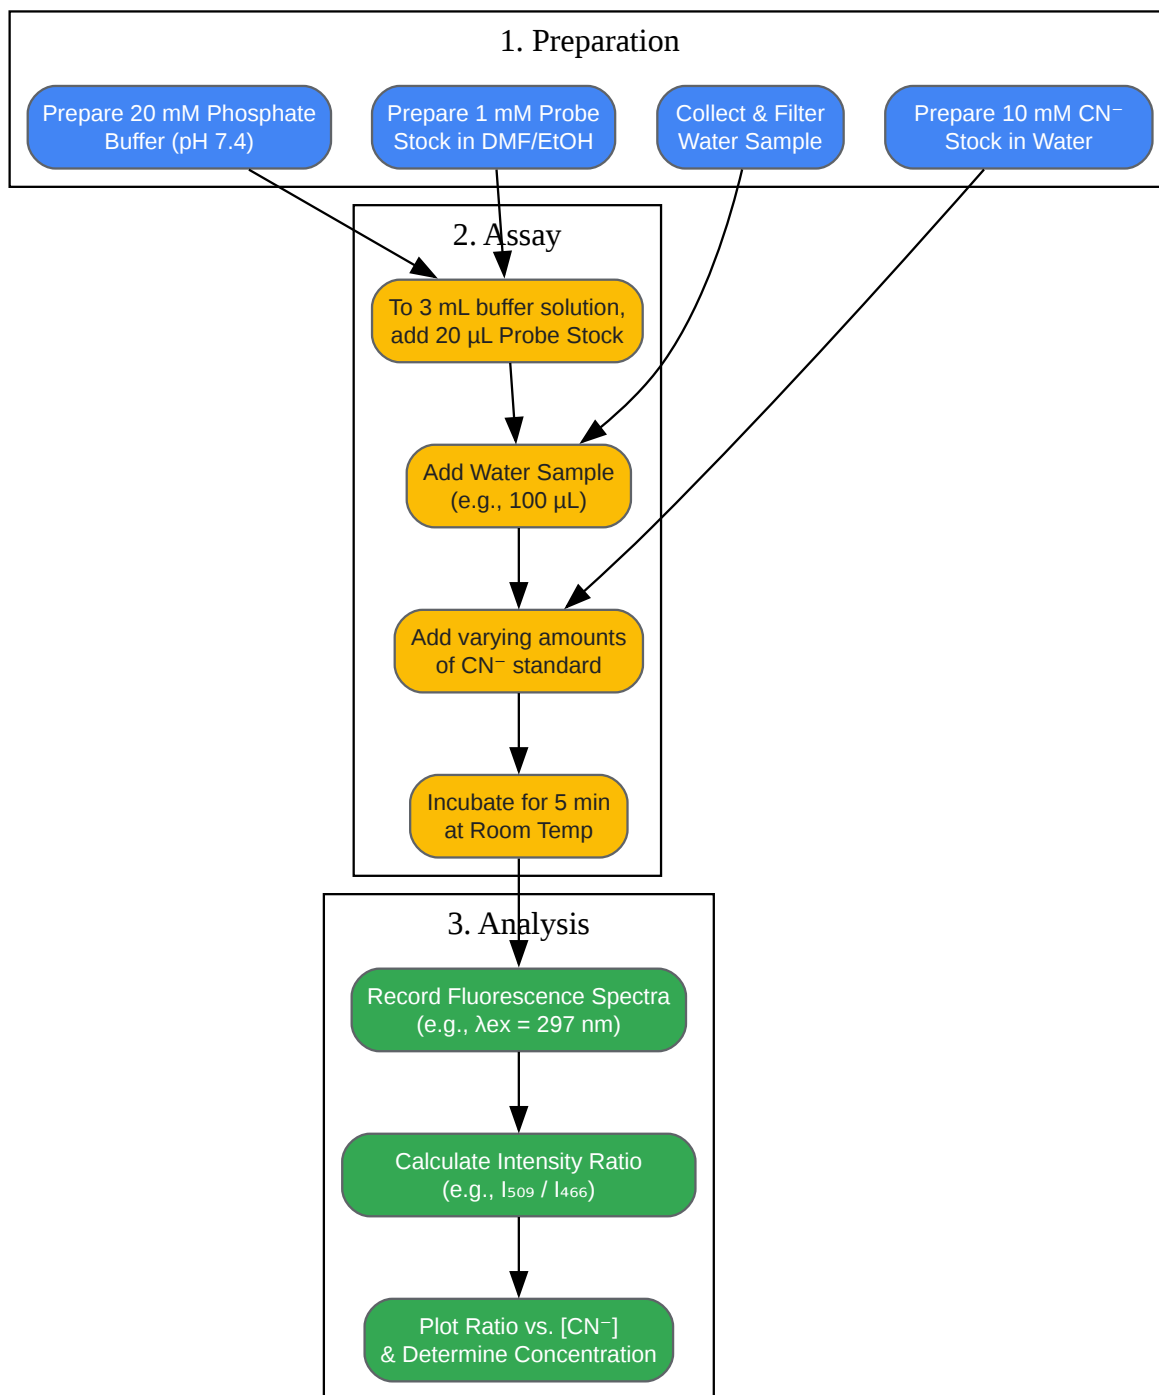 1. Preparation
Prepare 20 mM Phosphate
Buffer (pH 7.4)
Prepare 1 mM Probe
Stock in DMF/EtOH
Collect & Filter
Water Sample
Prepare 10 mM CN⁻
Stock in Water
2. Assay
To 3 mL buffer solution,
add 20 µL Probe Stock
Add Water Sample
(e.g., 100 µL)
Add varying amounts
of CN⁻ standard
Incubate for 5 min
at Room Temp
3. Analysis
Record Fluorescence Spectra
(e.g., λex = 297 nm)
Calculate Intensity Ratio
(e.g., I₅₀₉ / I₄₆₆)
Plot Ratio vs. [CN⁻]
& Determine Concentration